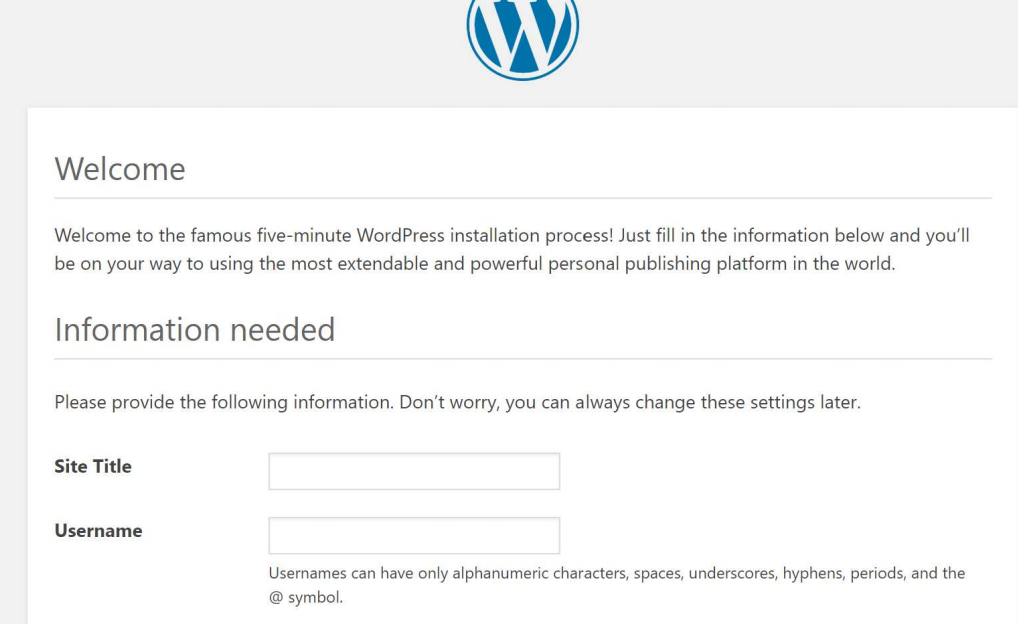 Welcome
Welcome to the famous five-minute WordPress installation process! Just fill in the information below and you’ll
be on your way to using the most extendable and powerful personal publishing platform in the world.
Information needed
Please provide the following information. Don’t worry, you can always change these settings later.
Site Title
Username
Usernames can have only alphanumeric characters, spaces, underscores, hyphens, periods, and the
@ symbol.